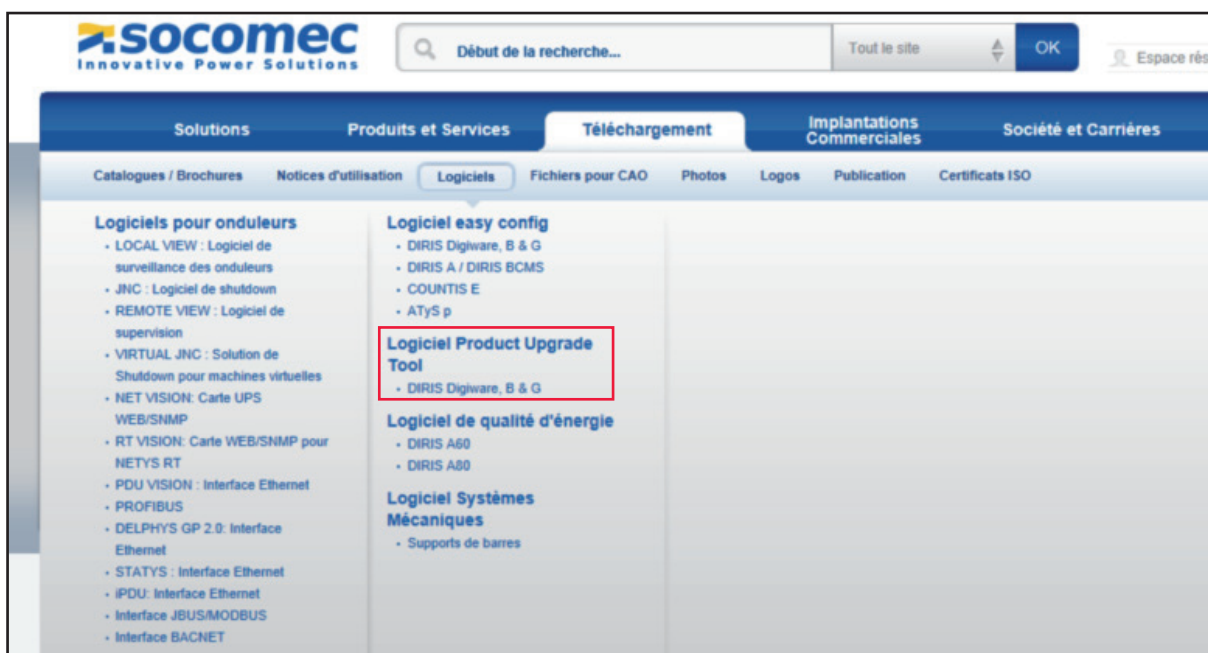 socomec
Innovative Power Solutions
Début de la recherche...
Tout le site
OK
Espace rés
Solutions
Produits et Services
Téléchargement
Implantations
Commerciales
Société et Carrières
Catalogues / Brochures
Notices d'utilisation
Logiciels
Fichiers pour CAO
Photos
Logos
Publication
Certificats ISO
Logiciels pour onduleurs
• LOCAL VIEW : Logiciel de
surveillance des onduleurs
• JNC : Logiciel de shutdown
• REMOTE VIEW : Logiciel de
supervision
• VIRTUAL JNC : Solution de
Shutdown pour machines virtuelles
• NET VISION: Carte UPS
WEB/SNMP
• RT VISION: Carte WEB/SNMP pour
NETYS RT
• PDU VISION : Interface Ethernet
• PROFIBUS
• DELPHYS GP 2.0: Interface
Ethernet
• STATYS : Interface Ethernet
• iPDU: Interface Ethernet
• Interface JBUS/MODBUS
• Interface BACNET
Logiciel easy config
• DIRIS Digiware, B & G
• DIRIS A / DIRIS BCMS
• COUNTIS E
• ATyS p
Logiciel Product Upgrade
Tool
• DIRIS Digiware, B & G
Logiciel de qualité d'énergie
• DIRIS A60
• DIRIS A80
Logiciel Systèmes
Mécaniques
• Supports de barres